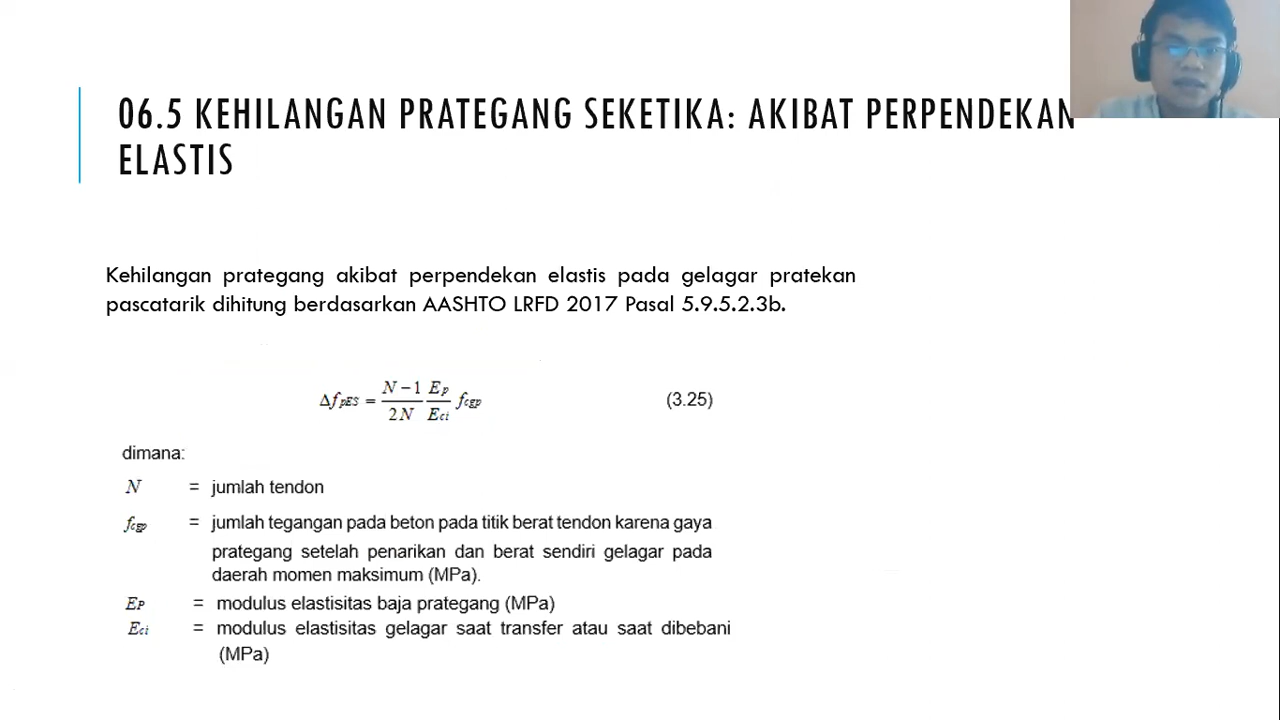 06.5 KEHILANGAN PRATEGANG SEKETIKA: AKIBAT PERPENDEKAN
ELASTIS
Kehilangan prategang akibat perpendekan elastis pada gelagar pratekan
pascatarik dihitung berdasarkan AASHTO LRFD 2017 Pasal 5.9.5.2.3b.
Δf_pES = (N − 1)/(2N) E_p/E_ci f_cgp (3.25)
dimana:
N = jumlah tendon
f_cgp = jumlah tegangan pada beton pada titik berat tendon karena gaya
prategang setelah penarikan dan berat sendiri gelagar pada
daerah momen maksimum (MPa).
E_P = modulus elastisitas baja prategang (MPa)
E_ci = modulus elastisitas gelagar saat transfer atau saat dibebani
(MPa)